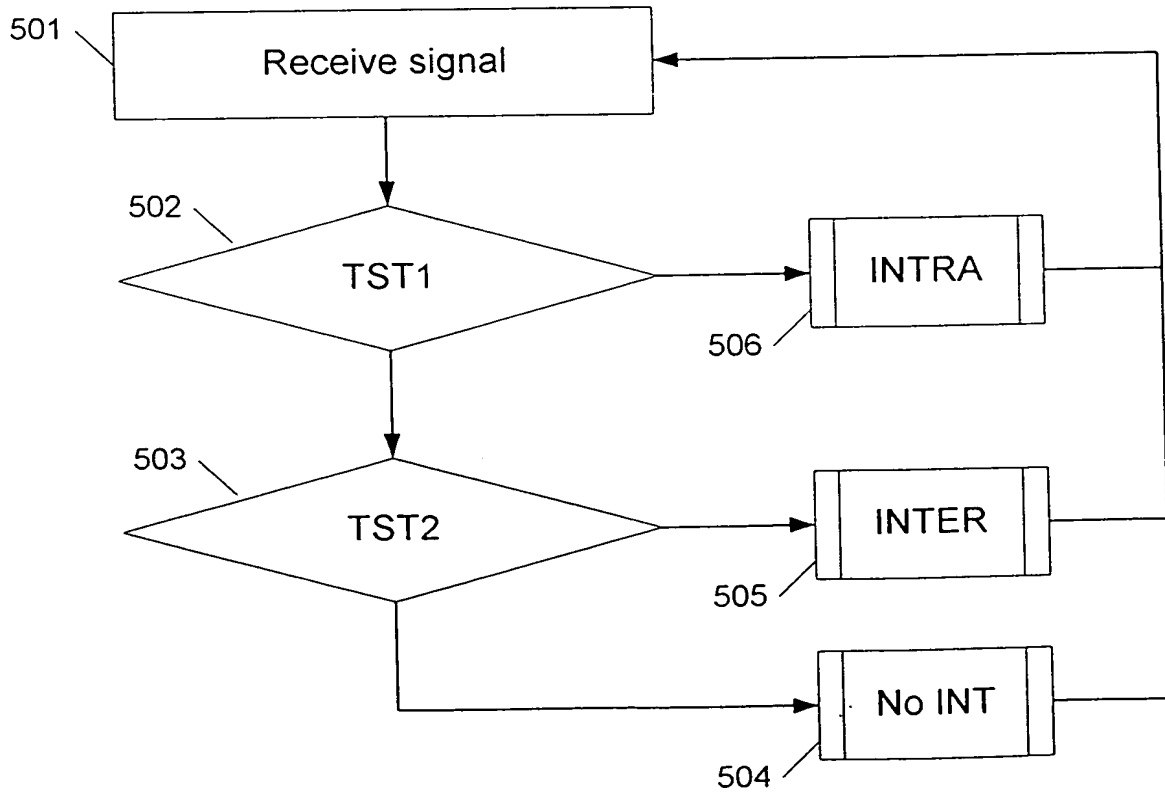 501
Receive signal
502
TST1
INTRA
506
503
TST2
INTER
505
No INT
504